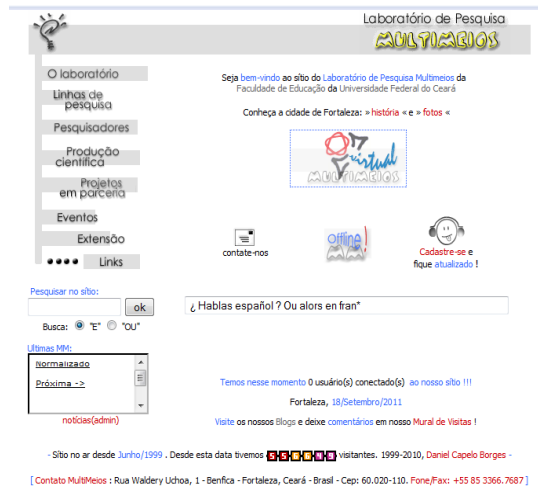 Laboratório de Pesquisa
MULTIMEIOS
O laboratório
Linhas de
pesquisa
Pesquisadores
Produção
científica
Projetos
em parceria
Eventos
Extensão
Links
Seja bem-vindo ao sítio do Laboratório de Pesquisa Multimeios da
Faculdade de Educação da Universidade Federal do Ceará
Conheça a cidade de Fortaleza: » história « e » fotos «
virtual
MULTIMEIOS
contate-nos
Offline!
Cadastre-se e
fique atualizado !
Pesquisar no sítio:
ok
Busca: "E" "OU"
¿ Hablas español ? Ou alors en fran*
Ultimas MM:
Normalizado
Próxima ->
notícias(admin)
Temos nesse momento 0 usuário(s) conectado(s) ao nosso sítio !!!
Fortaleza, 18/Setembro/2011
Visite os nossos Blogs e deixe comentários em nosso Mural de Visitas !
- Sítio no ar desde Junho/1999 . Desde esta data tivemos visitantes. 1999-2010, Daniel Capelo Borges -
[ Contato MultiMeios : Rua Waldery Uchoa, 1 - Benfica - Fortaleza, Ceará - Brasil - Cep: 60.020-110. Fone/Fax: +55 85 3366.7687 ]